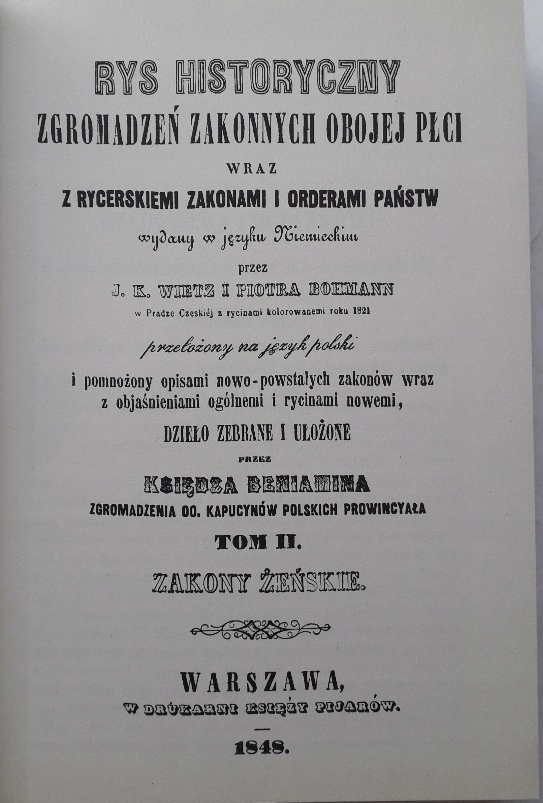 RYS HISTORYCZNY
ZGROMADZEŃ ZAKONNYCH OBOJEJ PŁCI
WRAZ
Z RYCERSKIEMI ZAKONAMI I ORDERAMI PAŃSTW
wydany w języku Niemieckim
przez
J. K. WIETZ I PIOTRA BOHMANN
w Pradze Czeskiéj z rycinami kolorowanemi roku 1821
przełożony na język polski
i pomnożony opisami nowo-powstałych zakonów wraz
z objaśnieniami ogólnemi i rycinami nowemi,
DZIEŁO ZEBRANE I UŁOŻONE
PRZEZ
KSIĘDZA BENIAMINA
ZGROMADZENIA OO. KAPUCYNÓW POLSKICH PROWINCYAŁA
TOM II.
ZAKONY ŻEŃSKIE.
WARSZAWA,
W DRUKARNI KSIĘŻY PIJARÓW.
1848.